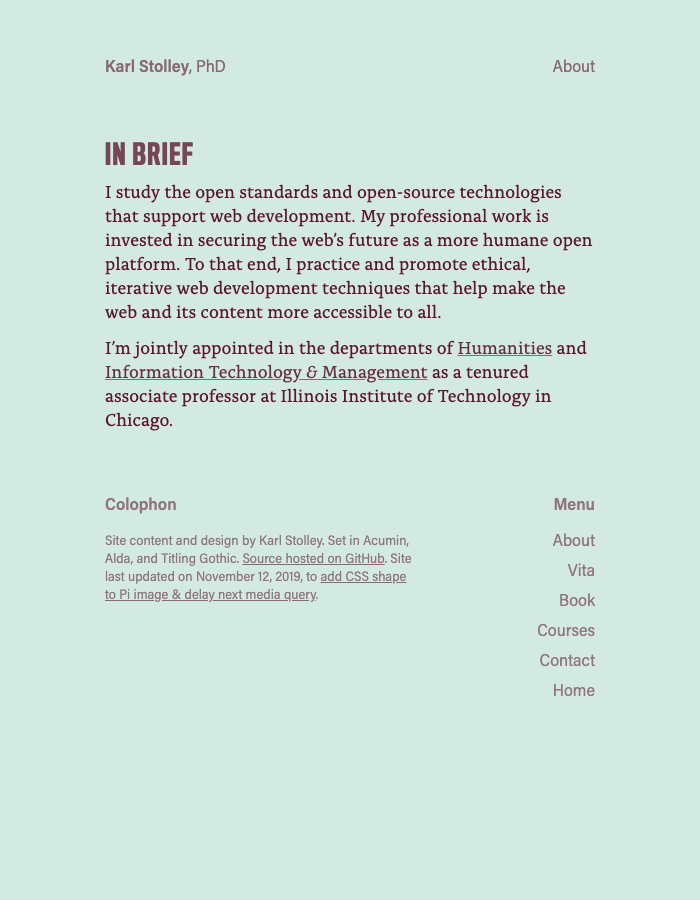 Karl Stolley, PhD
About
IN BRIEF
I study the open standards and open-source technologies
that support web development. My professional work is
invested in securing the web’s future as a more humane open
platform. To that end, I practice and promote ethical,
iterative web development techniques that help make the
web and its content more accessible to all.
I’m jointly appointed in the departments of Humanities and
Information Technology & Management as a tenured
associate professor at Illinois Institute of Technology in
Chicago.
Colophon
Site content and design by Karl Stolley. Set in Acumin,
Alda, and Titling Gothic. Source hosted on GitHub. Site
last updated on November 12, 2019, to add CSS shape
to Pi image & delay next media query.
Menu
About
Vita
Book
Courses
Contact
Home